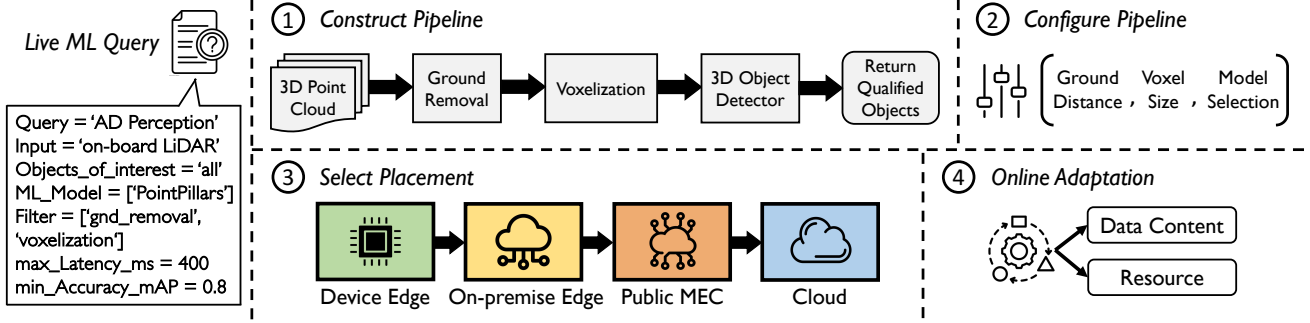 Live ML Query
?
Query = 'AD Perception'
Input = 'on-board LiDAR'
Objects_of_interest = 'all'
ML_Model = ['PointPillars']
Filter = ['gnd_removal',
'voxelization']
max_Latency_ms = 400
min_Accuracy_mAP = 0.8
1 Construct Pipeline
3D Point
Cloud
Ground
Removal
Voxelization
3D Object
Detector
Return
Qualified
Objects
2 Configure Pipeline
Ground
Distance ,
Voxel
Size ,
Model
Selection
3 Select Placement
Device Edge
On-premise Edge
Public MEC
Cloud
4 Online Adaptation
Data Content
Resource